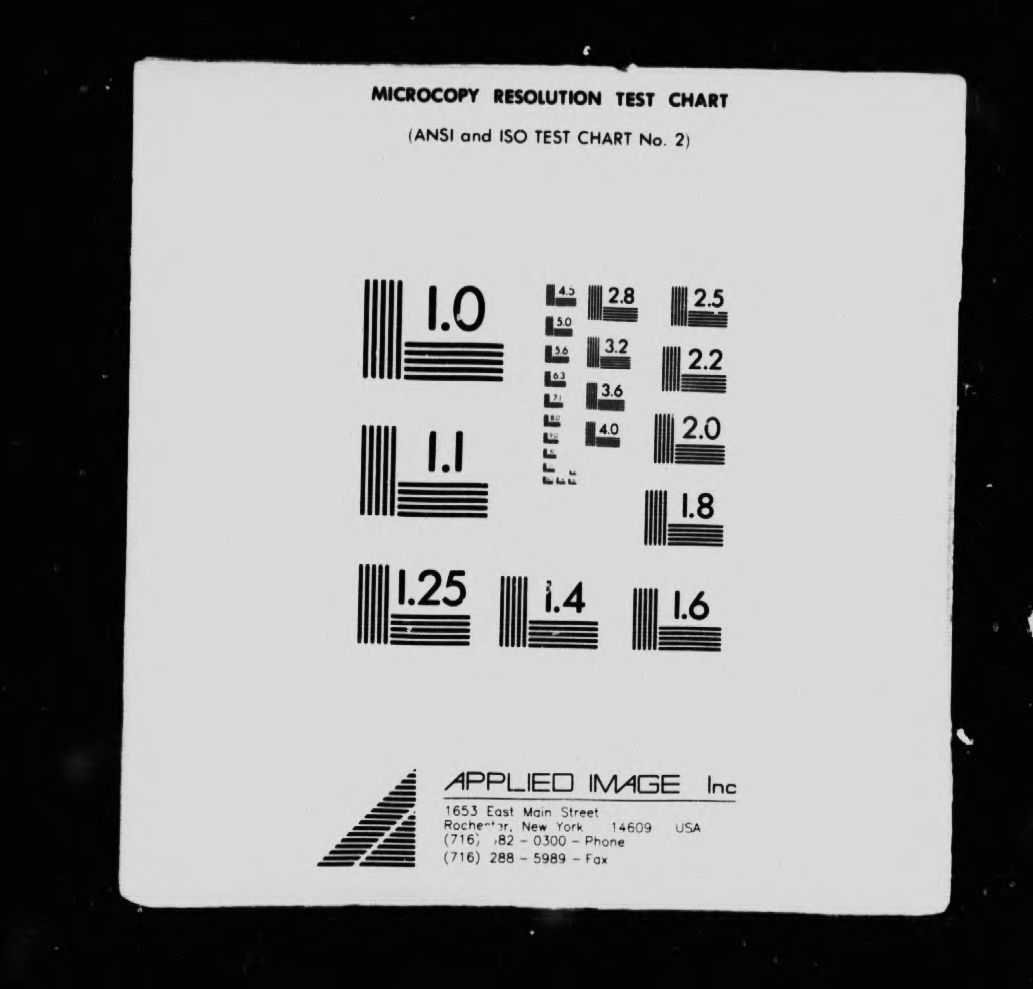 MICROCOPY RESOLUTION TEST CHART
(ANSI and ISO TEST CHART No. 2)
1.0
4.5 2.8 2.5
5.0
5.6 3.2 2.2
6.3
7.1 3.6
8.0
4.0 2.0
1.1
1.8
1.25 1.4 1.6
APPLIED IMAGE Inc
1653 East Main Street
New York 14609 USA
(716) - 0300 - Phone
(716) 288 - 5989 - Fax